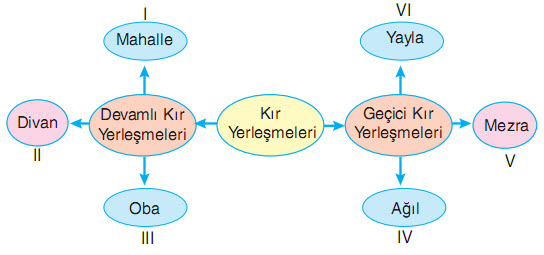 I
Mahalle
VI
Yayla
Divan
II
Devamlı Kır
Yerleşmeleri
Kır
Yerleşmeleri
Geçici Kır
Yerleşmeleri
Mezra
V
Oba
III
Ağıl
IV